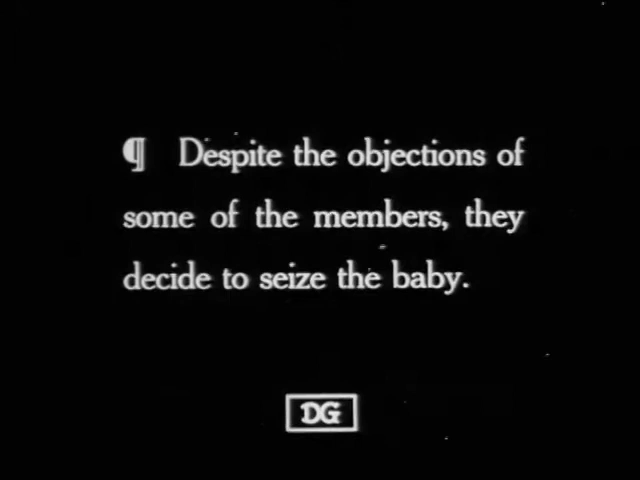 ¶ Despite the objections of
some of the members, they
decide to seize the baby.
DG